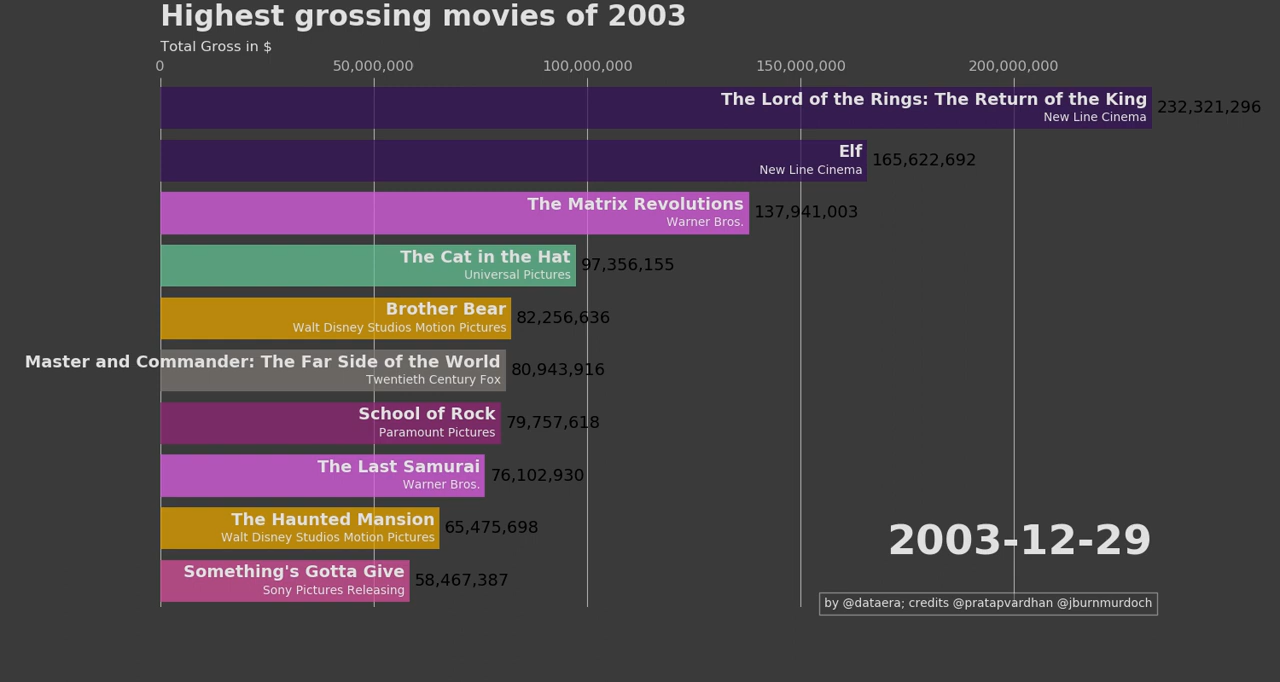 Highest grossing movies of 2003
Total Gross in $
0 50,000,000 100,000,000 150,000,000 200,000,000
The Lord of the Rings: The Return of the King
New Line Cinema
232,321,296
Elf
New Line Cinema
165,622,692
The Matrix Revolutions
Warner Bros.
137,941,003
The Cat in the Hat
Universal Pictures
97,356,155
Brother Bear
Walt Disney Studios Motion Pictures
82,256,636
Master and Commander: The Far Side of the World
Twentieth Century Fox
80,943,916
School of Rock
Paramount Pictures
79,757,618
The Last Samurai
Warner Bros.
76,102,930
The Haunted Mansion
Walt Disney Studios Motion Pictures
65,475,698
Something's Gotta Give
Sony Pictures Releasing
58,467,387
2003-12-29
by @dataera; credits @pratapvardhan @jburnmurdoch